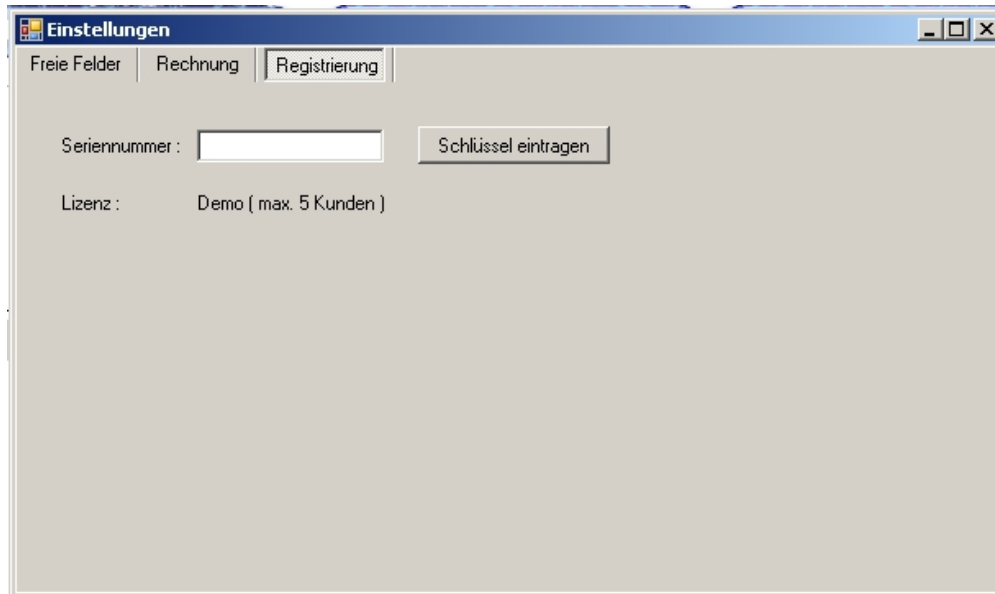 Einstellungen
Freie Felder Rechnung Registrierung
Seriennummer : Schlüssel eintragen
Lizenz : Demo ( max. 5 Kunden )